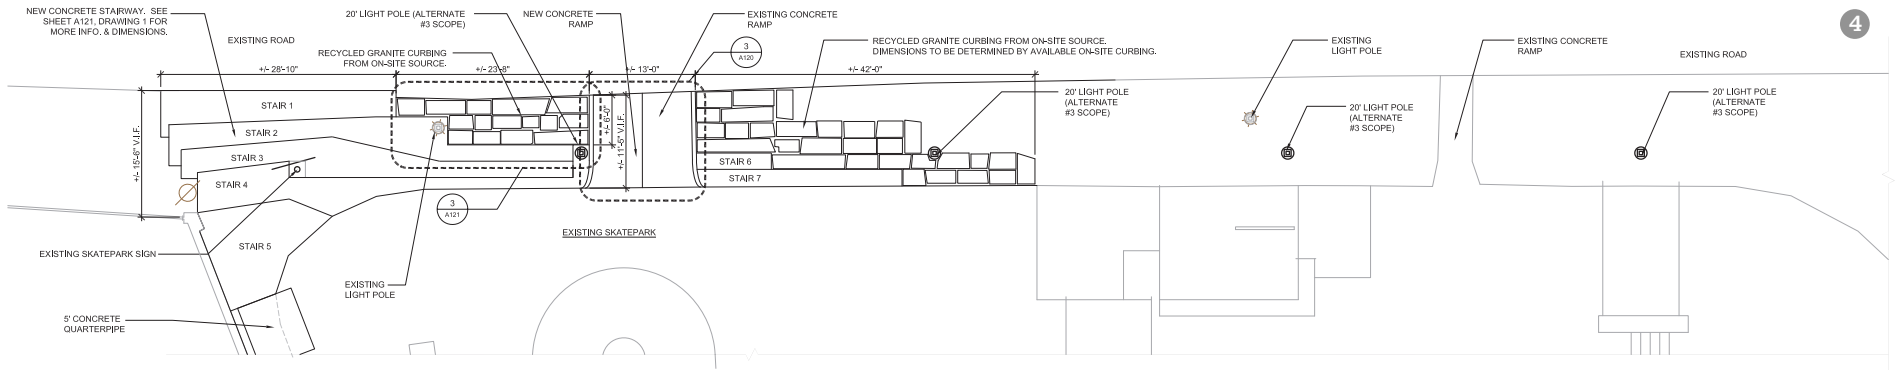 NEW CONCRETE STAIRWAY. SEE
SHEET A121, DRAWING 1 FOR
MORE INFO. & DIMENSIONS.
EXISTING ROAD
20' LIGHT POLE (ALTERNATE
#3 SCOPE)
RECYCLED GRANITE CURBING
FROM ON-SITE SOURCE.
NEW CONCRETE
RAMP
EXISTING CONCRETE
RAMP
3
A120
RECYCLED GRANITE CURBING FROM ON-SITE SOURCE.
DIMENSIONS TO BE DETERMINED BY AVAILABLE ON-SITE CURBING.
EXISTING
LIGHT POLE
EXISTING CONCRETE
RAMP
EXISTING ROAD
4
+/- 28'-10"
+/- 23'-8"
+/- 13'-0"
+/- 42'-0"
20' LIGHT POLE
(ALTERNATE
#3 SCOPE)
20' LIGHT POLE
(ALTERNATE
#3 SCOPE)
20' LIGHT POLE
(ALTERNATE
#3 SCOPE)
+/- 15'-6" V.I.F.
STAIR 1
STAIR 2
STAIR 3
STAIR 4
STAIR 5
+/- 6'-0"
+/- 11'-6" V.I.F.
STAIR 6
STAIR 7
3
A121
EXISTING SKATEPARK
EXISTING SKATEPARK SIGN
EXISTING
LIGHT POLE
5' CONCRETE
QUARTERPIPE